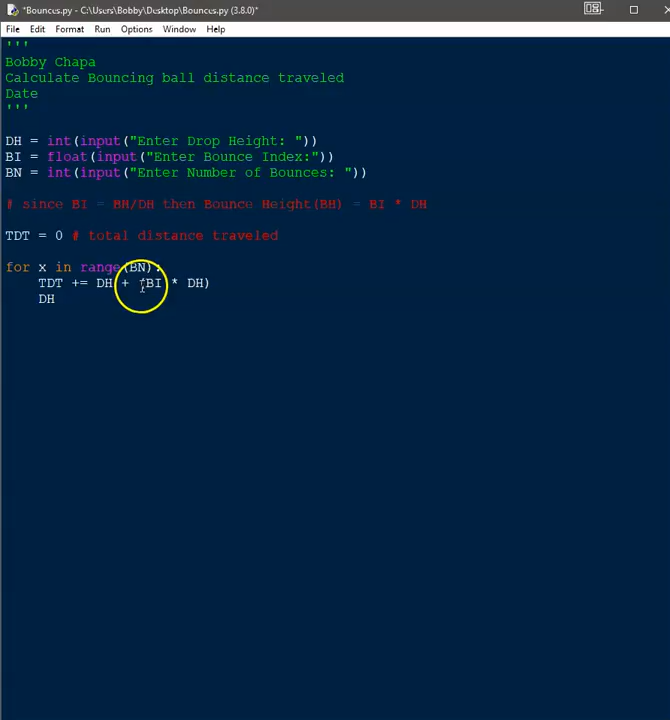 *Bounces.py - C:\Users\Bobby\Desktop\Bounces.py (3.8.0)*
File Edit Format Run Options Window Help
'''
Bobby Chapa
Calculate Bouncing ball distance traveled
Date
'''
DH = int(input("Enter Drop Height: "))
BI = float(input("Enter Bounce Index:"))
BN = int(input("Enter Number of Bounces: "))
# since BI = BH/DH then Bounce Height(BH) = BI * DH
TDT = 0 # total distance traveled
for x in range(BN):
TDT += DH + (BI * DH)
DH